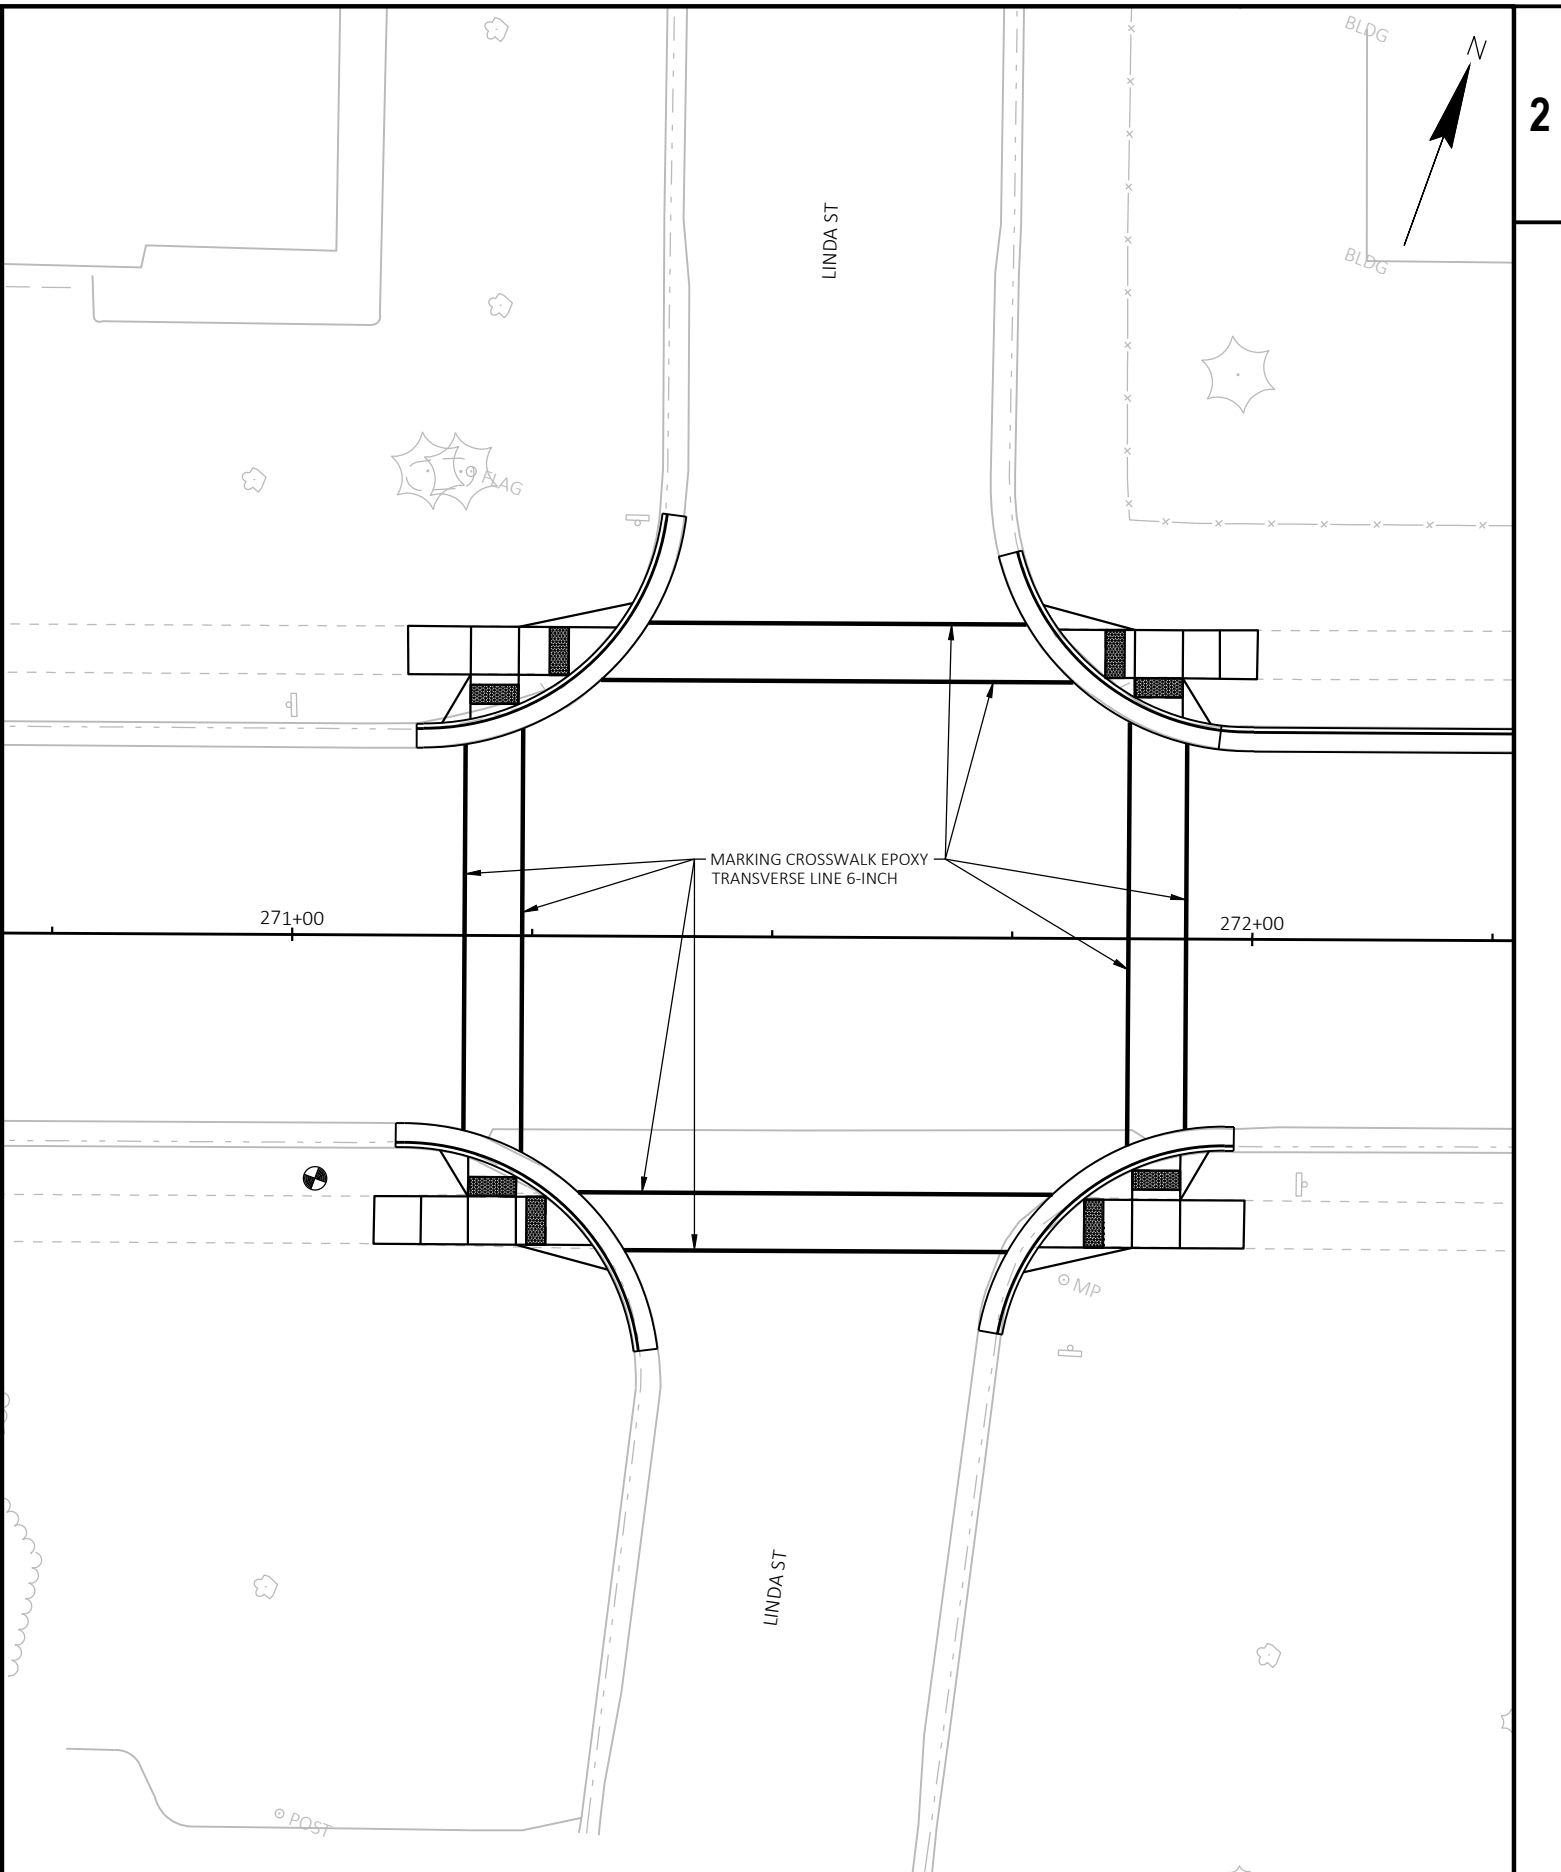 BLDG
N
2
LINDA ST
BLDG
FLAG
MARKING CROSSWALK EPOXY
TRANSVERSE LINE 6-INCH
271+00
272+00
MP
LINDA ST
POST